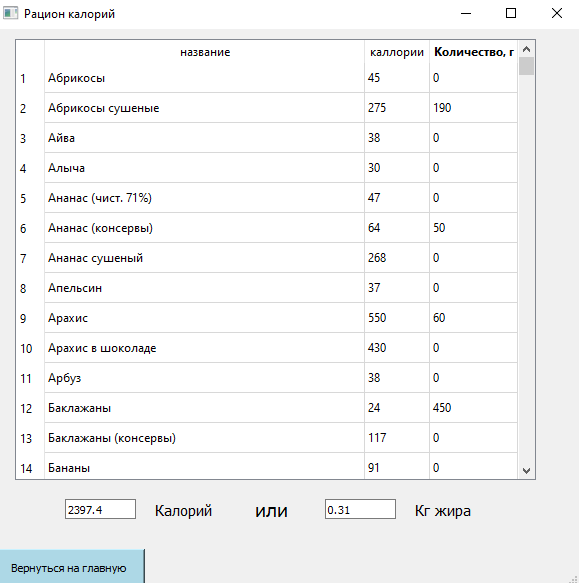 Рацион калорий
название каллории Количество, г
1 Абрикосы 45 0
2 Абрикосы сушеные 275 190
3 Айва 38 0
4 Алыча 30 0
5 Ананас (чист. 71%) 47 0
6 Ананас (консервы) 64 50
7 Ананас сушеный 268 0
8 Апельсин 37 0
9 Арахис 550 60
10 Арахис в шоколаде 430 0
11 Арбуз 38 0
12 Баклажаны 24 450
13 Баклажаны (консервы) 117 0
14 Бананы 91 0
2397.4 Калорий или 0.31 Кг жира
Вернуться на главную